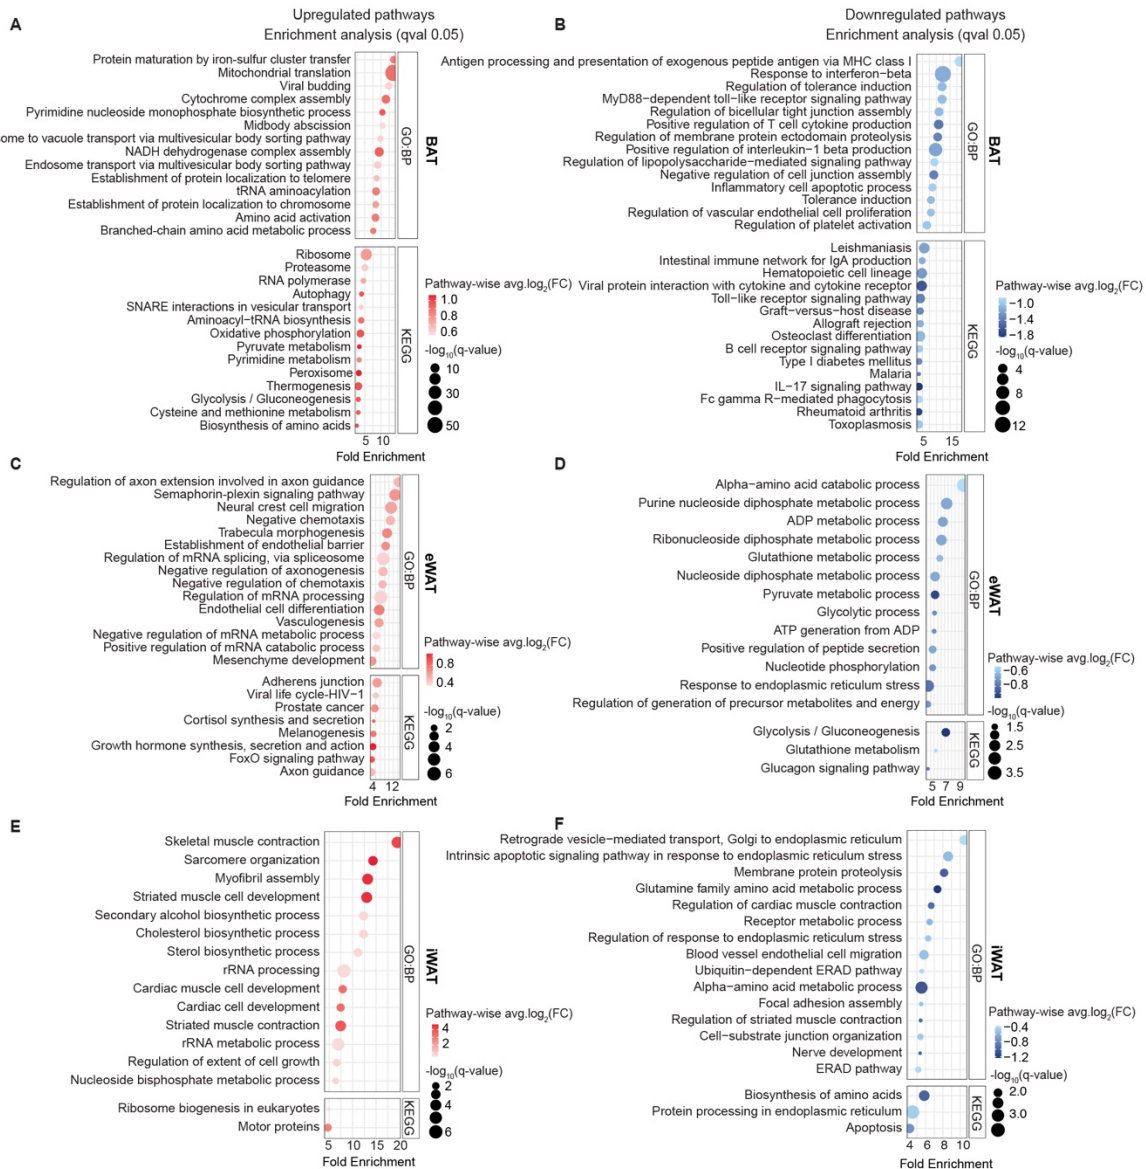 Upregulated pathways
Enrichment analysis (qval 0.05)
Downregulated pathways
Enrichment analysis (qval 0.05)
A
Protein maturation by iron−sulfur cluster transfer
Mitochondrial translation
Viral budding
Cytochrome complex assembly
Pyrimidine nucleoside monophosphate biosynthetic process
Midbody abscission
ome to vacuole transport via multivesicular body sorting pathway
NADH dehydrogenase complex assembly
Endosome transport via multivesicular body sorting pathway
Establishment of protein localization to telomere
tRNA aminoacylation
Establishment of protein localization to chromosome
Amino acid activation
Branched−chain amino acid metabolic process
GO:BP
BAT
Ribosome
Proteasome
RNA polymerase
Autophagy
SNARE interactions in vesicular transport
Aminoacyl−tRNA biosynthesis
Oxidative phosphorylation
Pyruvate metabolism
Pyrimidine metabolism
Peroxisome
Thermogenesis
Glycolysis / Gluconeogenesis
Cysteine and methionine metabolism
Biosynthesis of amino acids
KEGG
5 10
Fold Enrichment
Pathway-wise avg.log2(FC)
1.0
0.8
0.6
-log10(q-value)
10
30
50
B
Antigen processing and presentation of exogenous peptide antigen via MHC class I
Response to interferon−beta
Regulation of tolerance induction
MyD88−dependent toll−like receptor signaling pathway
Regulation of bicellular tight junction assembly
Positive regulation of T cell cytokine production
Regulation of membrane protein ectodomain proteolysis
Positive regulation of interleukin−1 beta production
Regulation of lipopolysaccharide−mediated signaling pathway
Negative regulation of cell junction assembly
Inflammatory cell apoptotic process
Tolerance induction
Regulation of vascular endothelial cell proliferation
Regulation of platelet activation
GO:BP
BAT
Leishmaniasis
Intestinal immune network for IgA production
Hematopoietic cell lineage
Viral protein interaction with cytokine and cytokine receptor
Toll−like receptor signaling pathway
Graft−versus−host disease
Allograft rejection
Osteoclast differentiation
B cell receptor signaling pathway
Type I diabetes mellitus
Malaria
IL−17 signaling pathway
Fc gamma R−mediated phagocytosis
Rheumatoid arthritis
Toxoplasmosis
KEGG
5 15
Fold Enrichment
Pathway-wise avg.log2(FC)
−1.0
−1.4
−1.8
-log10(q-value)
4
8
12
C
Regulation of axon extension involved in axon guidance
Semaphorin−plexin signaling pathway
Neural crest cell migration
Negative chemotaxis
Trabecula morphogenesis
Establishment of endothelial barrier
Regulation of mRNA splicing, via spliceosome
Negative regulation of axonogenesis
Negative regulation of chemotaxis
Regulation of mRNA processing
Endothelial cell differentiation
Vasculogenesis
Negative regulation of mRNA metabolic process
Positive regulation of mRNA catabolic process
Mesenchyme development
GO:BP
eWAT
Adherens junction
Viral life cycle-HIV−1
Prostate cancer
Cortisol synthesis and secretion
Melanogenesis
Growth hormone synthesis, secretion and action
FoxO signaling pathway
Axon guidance
KEGG
4 12
Fold Enrichment
Pathway-wise avg.log2(FC)
0.8
0.4
-log10(q-value)
2
4
6
D
Alpha−amino acid catabolic process
Purine nucleoside diphosphate metabolic process
ADP metabolic process
Ribonucleoside diphosphate metabolic process
Glutathione metabolic process
Nucleoside diphosphate metabolic process
Pyruvate metabolic process
Glycolytic process
ATP generation from ADP
Positive regulation of peptide secretion
Nucleotide phosphorylation
Response to endoplasmic reticulum stress
Regulation of generation of precursor metabolites and energy
GO:BP
eWAT
Glycolysis / Gluconeogenesis
Glutathione metabolism
Glucagon signaling pathway
KEGG
5 7 9
Fold Enrichment
Pathway-wise avg.log2(FC)
−0.6
−0.8
-log10(q-value)
1.5
2.5
3.5
E
Skeletal muscle contraction
Sarcomere organization
Myofibril assembly
Striated muscle cell development
Secondary alcohol biosynthetic process
Cholesterol biosynthetic process
Sterol biosynthetic process
rRNA processing
Cardiac muscle cell development
Cardiac cell development
Striated muscle contraction
rRNA metabolic process
Regulation of extent of cell growth
Nucleoside bisphosphate metabolic process
GO:BP
iWAT
Ribosome biogenesis in eukaryotes
Motor proteins
KEGG
5 10 15 20
Fold Enrichment
Pathway-wise avg.log2(FC)
4
2
-log10(q-value)
2
4
6
F
Retrograde vesicle−mediated transport, Golgi to endoplasmic reticulum
Intrinsic apoptotic signaling pathway in response to endoplasmic reticulum stress
Membrane protein proteolysis
Glutamine family amino acid metabolic process
Regulation of cardiac muscle contraction
Receptor metabolic process
Regulation of response to endoplasmic reticulum stress
Blood vessel endothelial cell migration
Ubiquitin−dependent ERAD pathway
Alpha−amino acid metabolic process
Focal adhesion assembly
Regulation of striated muscle contraction
Cell−substrate junction organization
Nerve development
ERAD pathway
GO:BP
iWAT
Biosynthesis of amino acids
Protein processing in endoplasmic reticulum
Apoptosis
KEGG
4 6 8 10
Fold Enrichment
Pathway-wise avg.log2(FC)
−0.4
−0.8
−1.2
-log10(q-value)
2.0
3.0